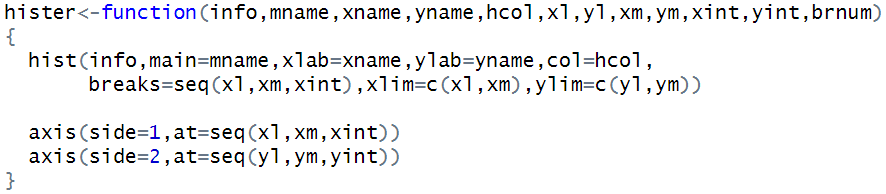 hister<-function(info,mname,xname,yname,hcol,xl,yl,xm,ym,xint,yint,brnum)
{
  hist(info,main=mname,xlab=xname,ylab=yname,col=hcol,
       breaks=seq(xl,xm,xint),xlim=c(xl,xm),ylim=c(yl,ym))

  axis(side=1,at=seq(xl,xm,xint))
  axis(side=2,at=seq(yl,ym,yint))
}